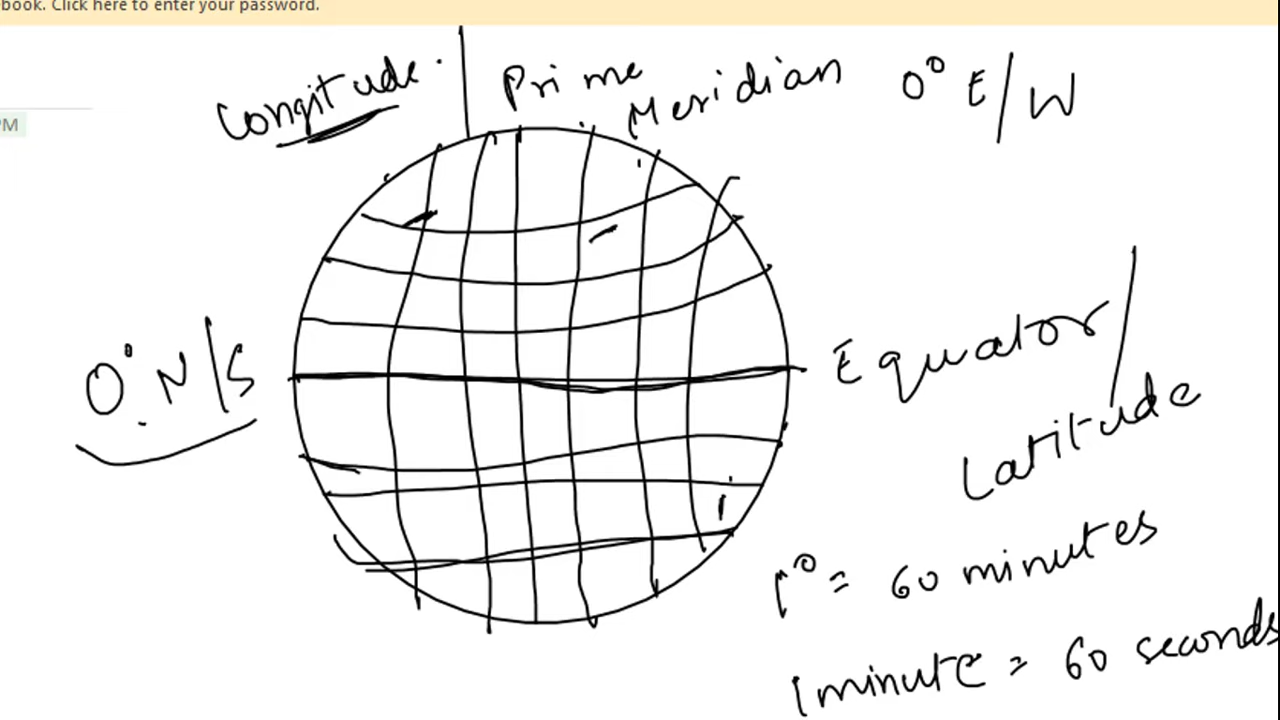 book. Click here to enter your password.
Longitude.
Prime
Meridian 0° E/W
PM
0° N/S
Equator/
Latitude
1° = 60 minutes
1 minute = 60 seconds